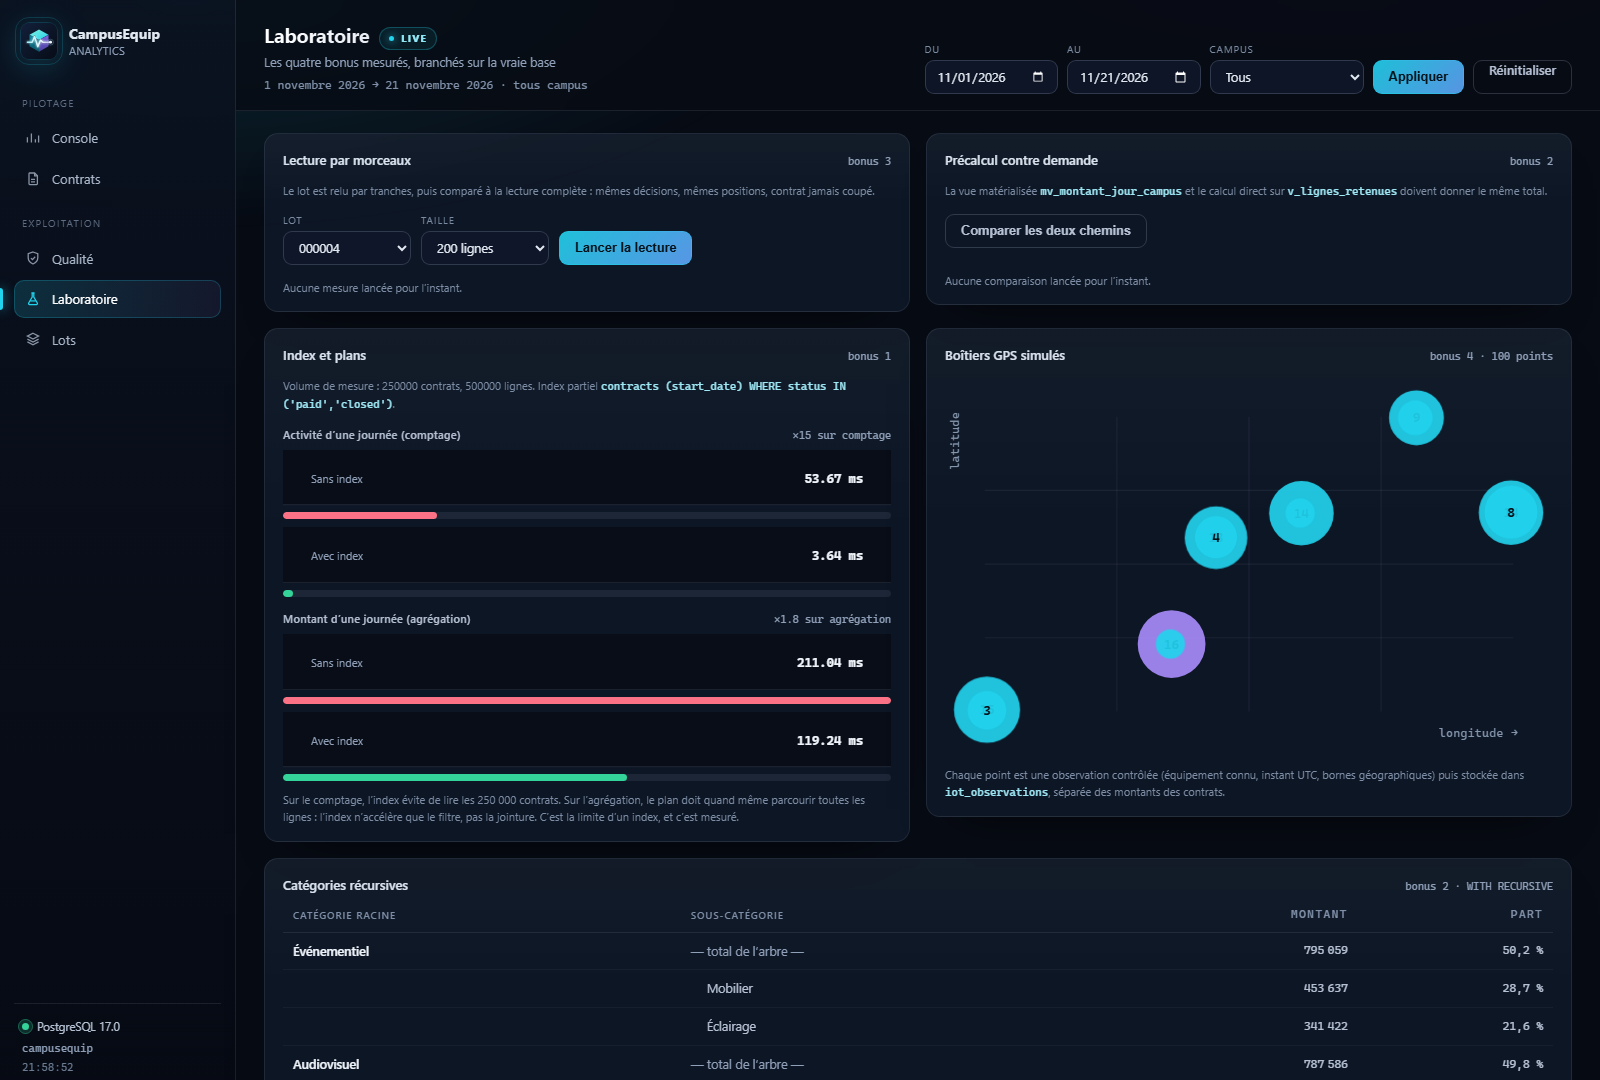 CampusEquip
ANALYTICS
PILOTAGE
Console
Contrats
EXPLOITATION
Qualité
Laboratoire
Lots
PostgreSQL 17.0
campusequip
21:58:52
Laboratoire
LIVE
Les quatre bonus mesurés, branchés sur la vraie base
1 novembre 2026 → 21 novembre 2026 · tous campus
DU
11/01/2026
AU
11/21/2026
CAMPUS
Tous
Appliquer
Réinitialiser
Lecture par morceaux
bonus 3
Le lot est relu par tranches, puis comparé à la lecture complète : mêmes décisions, mêmes positions, contrat jamais coupé.
LOT
TAILLE
000004
200 lignes
Lancer la lecture
Aucune mesure lancée pour l'instant.
Précalcul contre demande
bonus 2
La vue matérialisée mv_montant_jour_campus et le calcul direct sur v_lignes_retenues doivent donner le même total.
Comparer les deux chemins
Aucune comparaison lancée pour l'instant.
Index et plans
bonus 1
Volume de mesure : 250000 contrats, 500000 lignes. Index partiel contracts (start_date) WHERE status IN
('paid','closed').
Activité d'une journée (comptage)
×15 sur comptage
Sans index
53.67 ms
Avec index
3.64 ms
Montant d'une journée (agrégation)
×1.8 sur agrégation
Sans index
211.04 ms
Avec index
119.24 ms
Sur le comptage, l'index évite de lire les 250 000 contrats. Sur l'agrégation, le plan doit quand même parcourir toutes les
lignes : l'index n'accélère que le filtre, pas la jointure. C'est la limite d'un index, et c'est mesuré.
Boîtiers GPS simulés
bonus 4 · 100 points
latitude
9
14
8
4
16
3
longitude →
Chaque point est une observation contrôlée (équipement connu, instant UTC, bornes géographiques) puis stockée dans
iot_observations, séparée des montants des contrats.
Catégories récursives
bonus 2 · WITH RECURSIVE
CATÉGORIE RACINE
SOUS-CATÉGORIE
MONTANT
PART
Événementiel
— total de l'arbre —
795 059
50,2 %
Mobilier
453 637
28,7 %
Éclairage
341 422
21,6 %
Audiovisuel
— total de l'arbre —
787 586
49,8 %